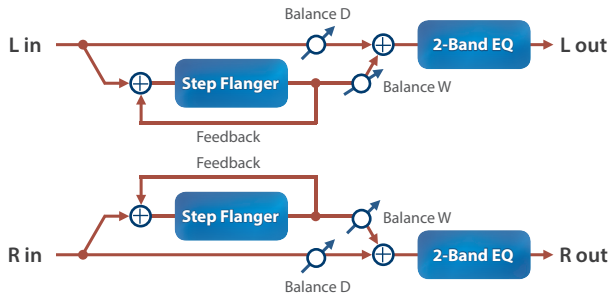 Balance D
L in
2-Band EQ
L out
Step Flanger
Balance W
Feedback
Feedback
Step Flanger
Balance W
R in
2-Band EQ
R out
Balance D